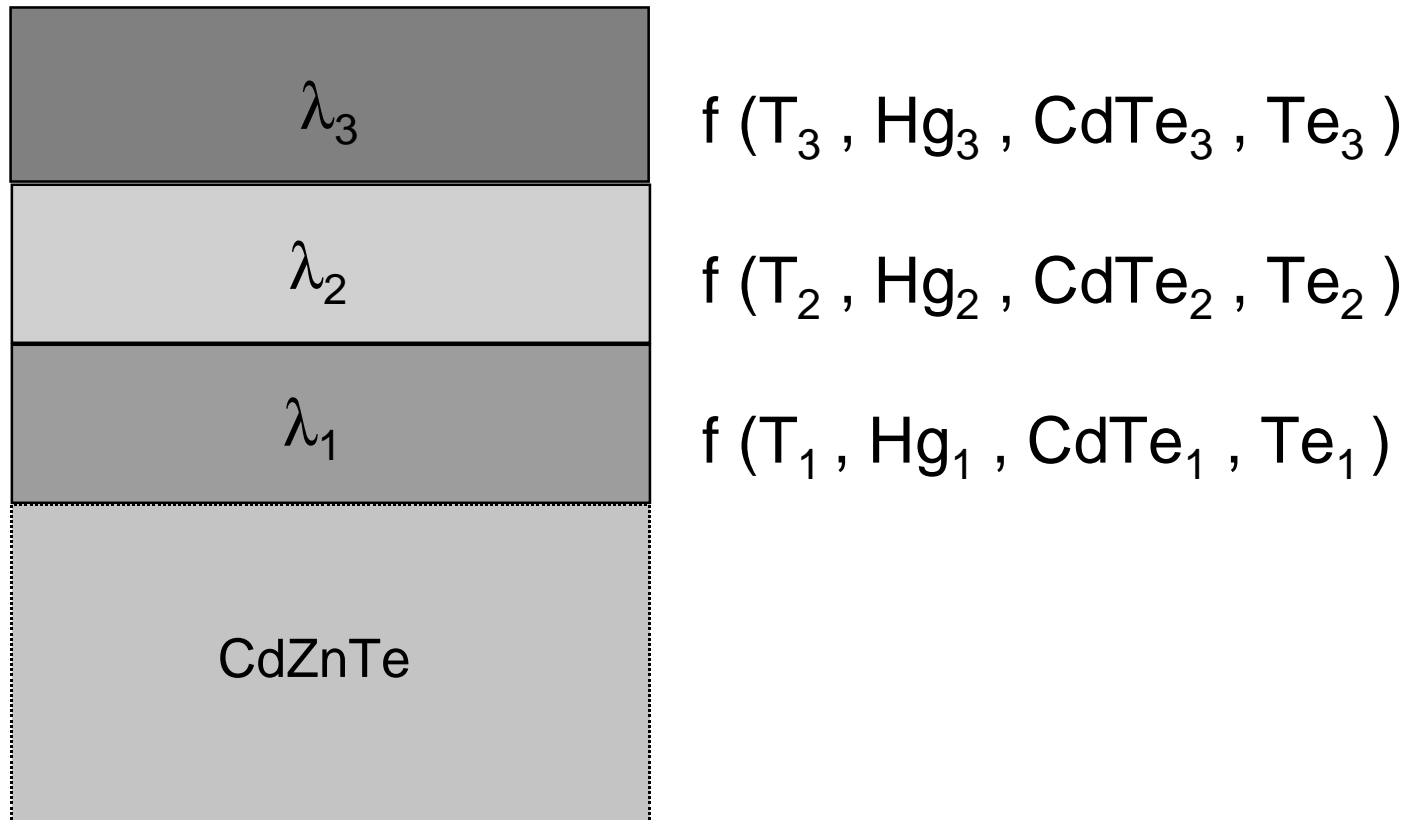 λ₃ f (T₃ , Hg₃ , CdTe₃ , Te₃ )
λ₂ f (T₂ , Hg₂ , CdTe₂ , Te₂ )
λ₁ f (T₁ , Hg₁ , CdTe₁ , Te₁ )
CdZnTe